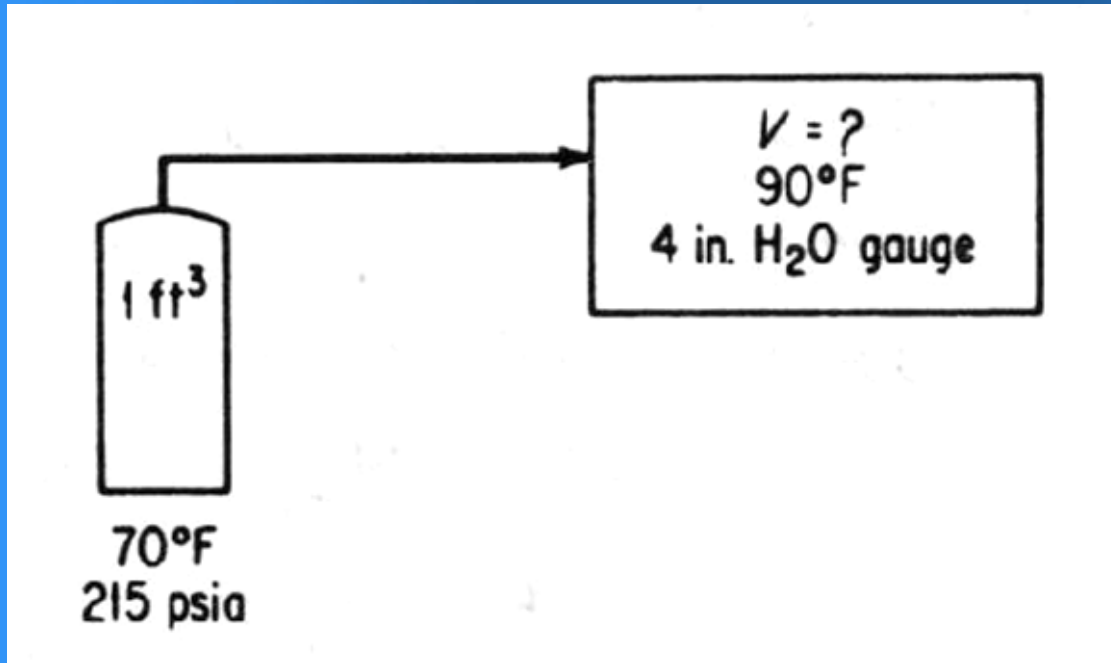 V = ?
90°F
4 in. H₂O gauge
1 ft³
70°F
215 psia